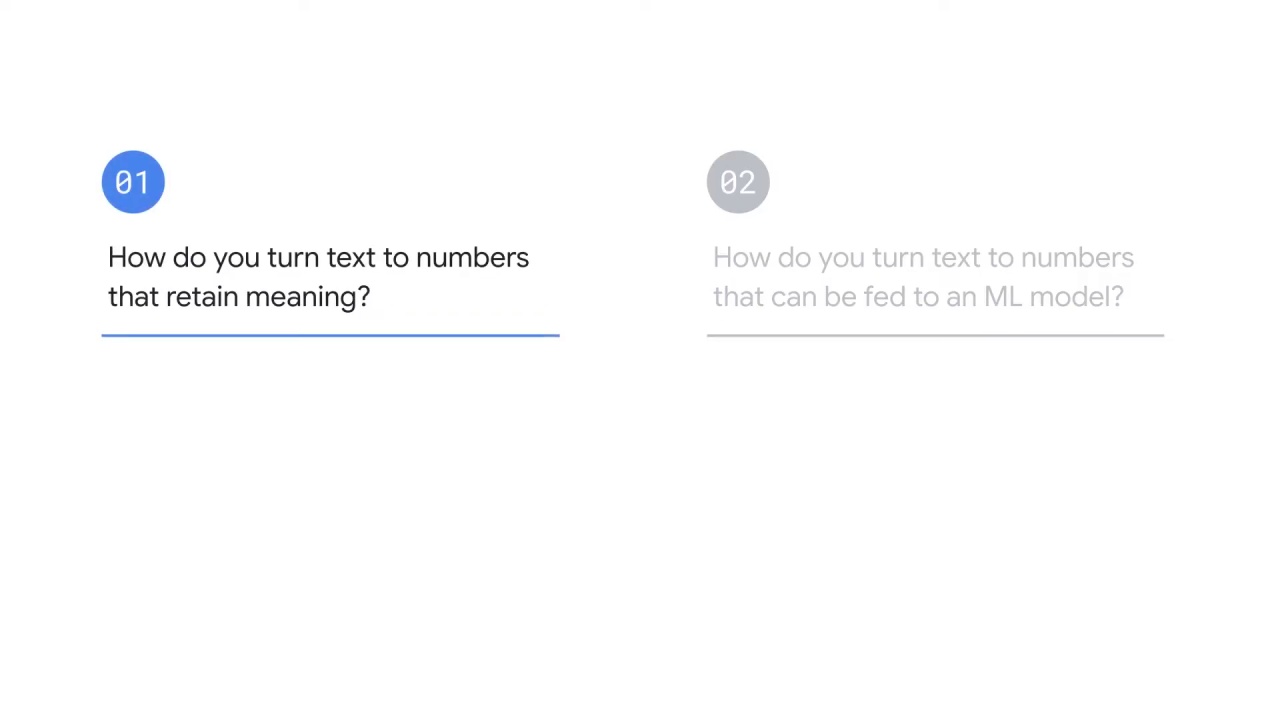 01
How do you turn text to numbers
that retain meaning?
02
How do you turn text to numbers
that can be fed to an ML model?